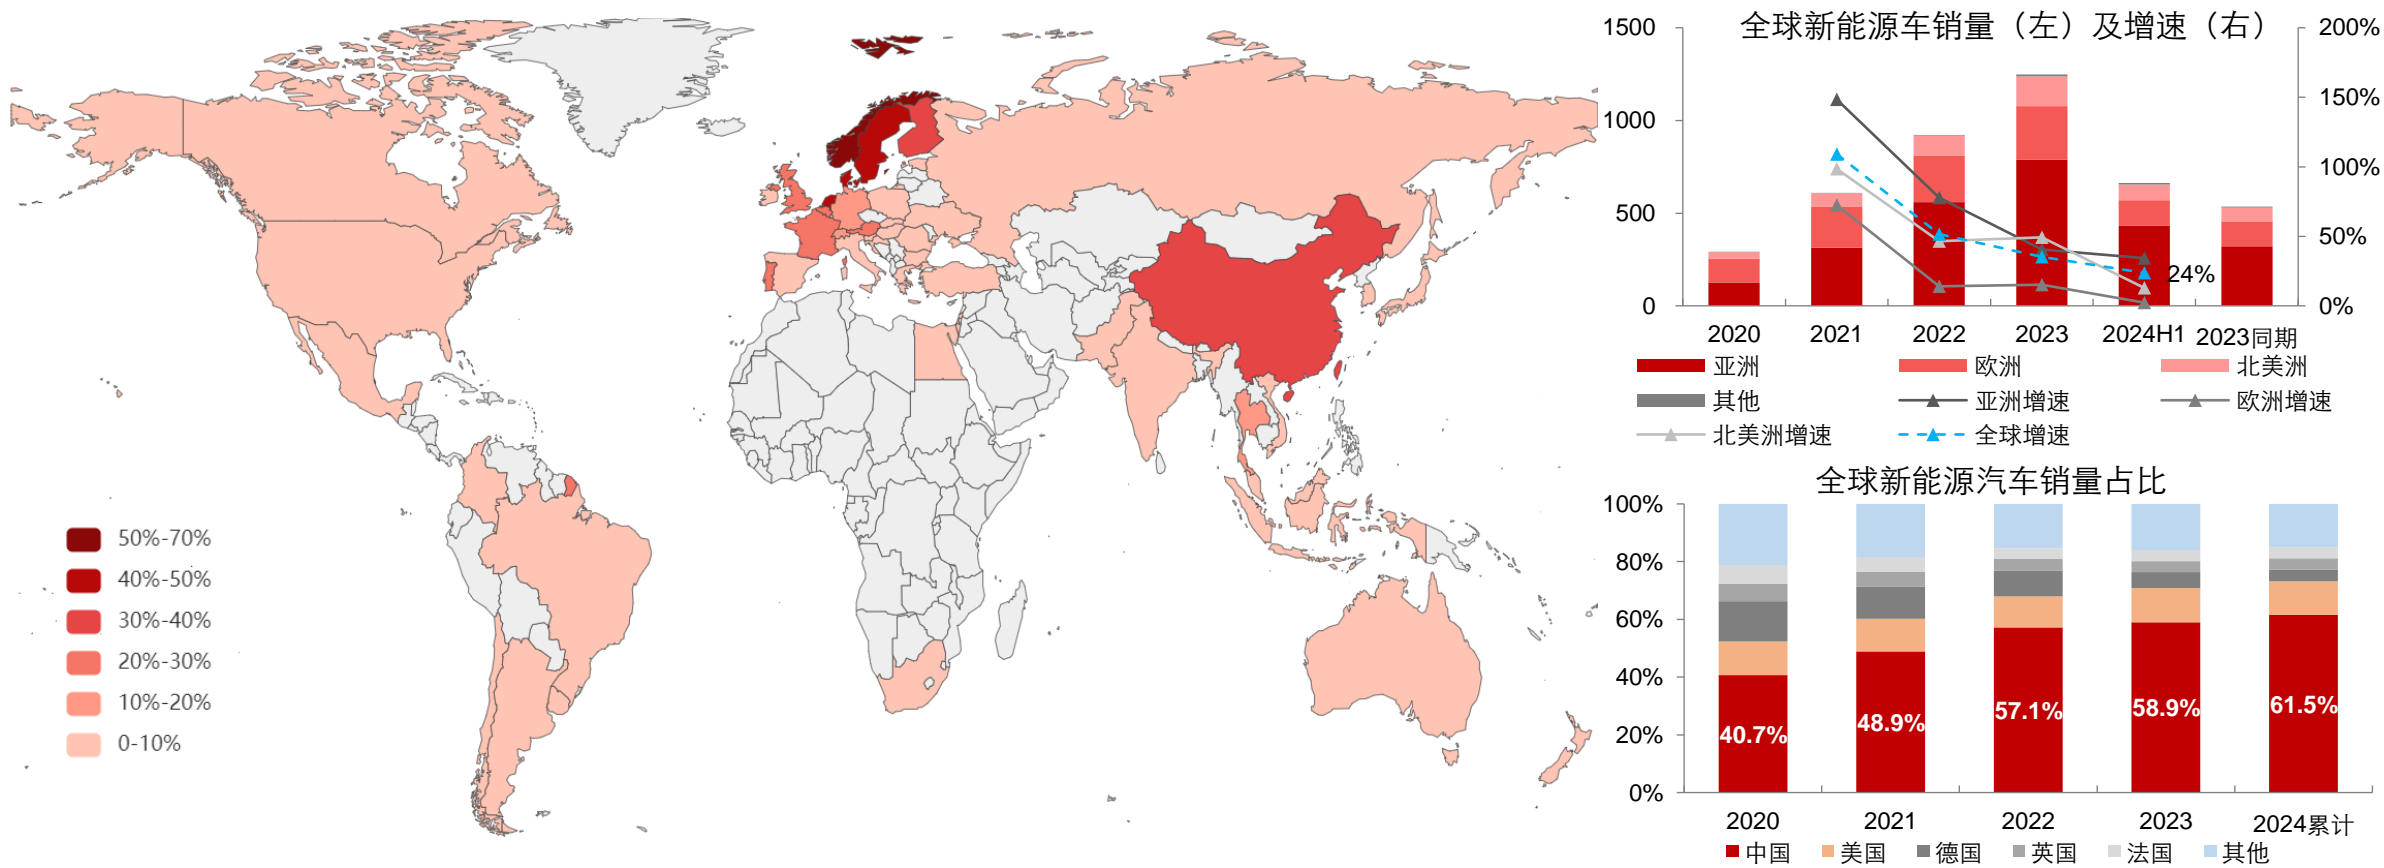 50%-70%
40%-50%
30%-40%
20%-30%
10%-20%
0-10%
全球新能源车销量（左）及增速（右）
1500
1000
500
0
200%
150%
100%
50%
0%
24%
2020 2021 2022 2023 2024H1 2023同期
亚洲 欧洲 北美洲
其他 亚洲增速 欧洲增速
北美洲增速 全球增速
全球新能源汽车销量占比
100%
80%
60%
40%
20%
0%
40.7% 48.9% 57.1% 58.9% 61.5%
2020 2021 2022 2023 2024累计
中国 美国 德国 英国 法国 其他